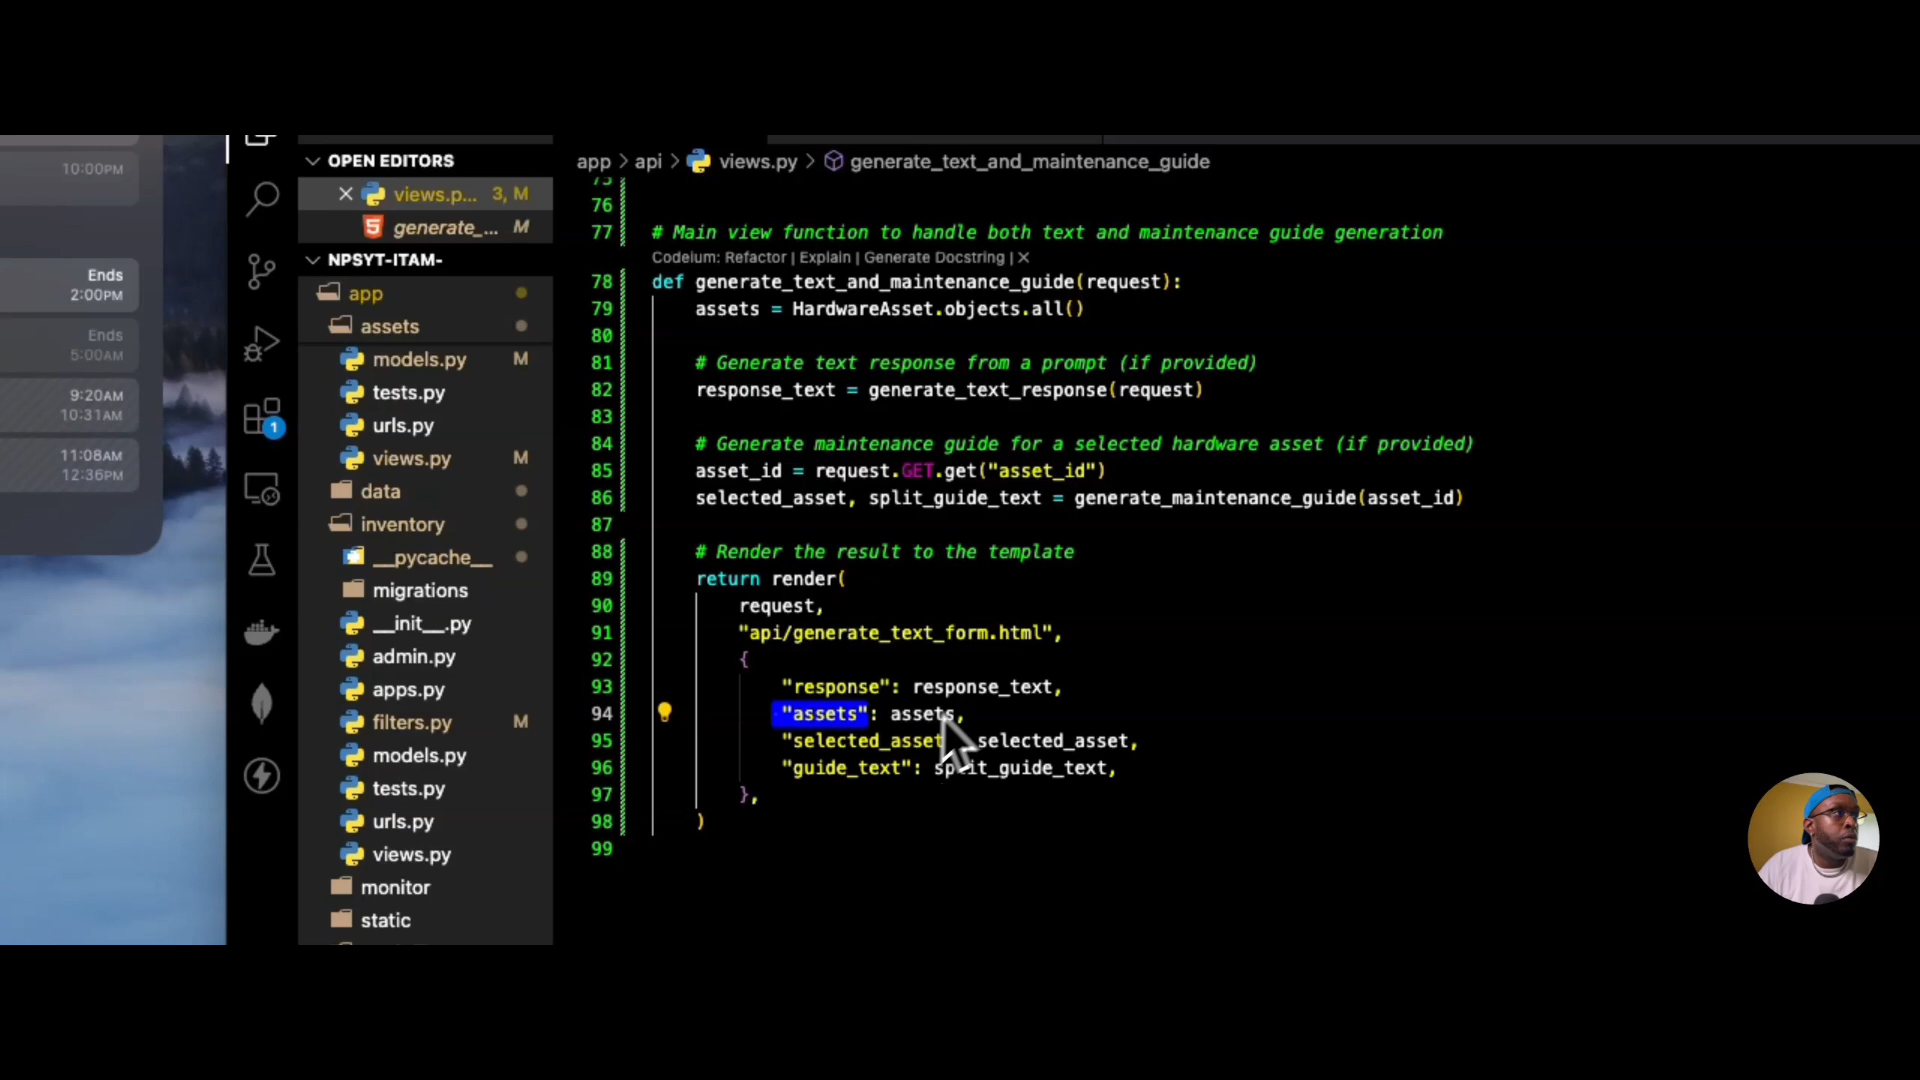 10:00PM
Ends
2:00PM
Ends
5:00AM
9:20AM
10:31AM
11:08AM
12:36PM
1
OPEN EDITORS
views.p... 3, M
generate_... M
NPSYT-ITAM-
app
assets
models.py M
tests.py
urls.py
views.py M
data
inventory
__pycache__
migrations
__init__.py
admin.py
apps.py
filters.py M
models.py
tests.py
urls.py
views.py
monitor
static
app > api > views.py > generate_text_and_maintenance_guide
75
76
77 # Main view function to handle both text and maintenance guide generation
Codeium: Refactor | Explain | Generate Docstring | X
78 def generate_text_and_maintenance_guide(request):
79 assets = HardwareAsset.objects.all()
80
81 # Generate text response from a prompt (if provided)
82 response_text = generate_text_response(request)
83
84 # Generate maintenance guide for a selected hardware asset (if provided)
85 asset_id = request.GET.get("asset_id")
86 selected_asset, split_guide_text = generate_maintenance_guide(asset_id)
87
88 # Render the result to the template
89 return render(
90 request,
91 "api/generate_text_form.html",
92 {
93 "response": response_text,
94 "assets": assets,
95 "selected_asset selected_asset,
96 "guide_text": split_guide_text,
97 },
98 )
99